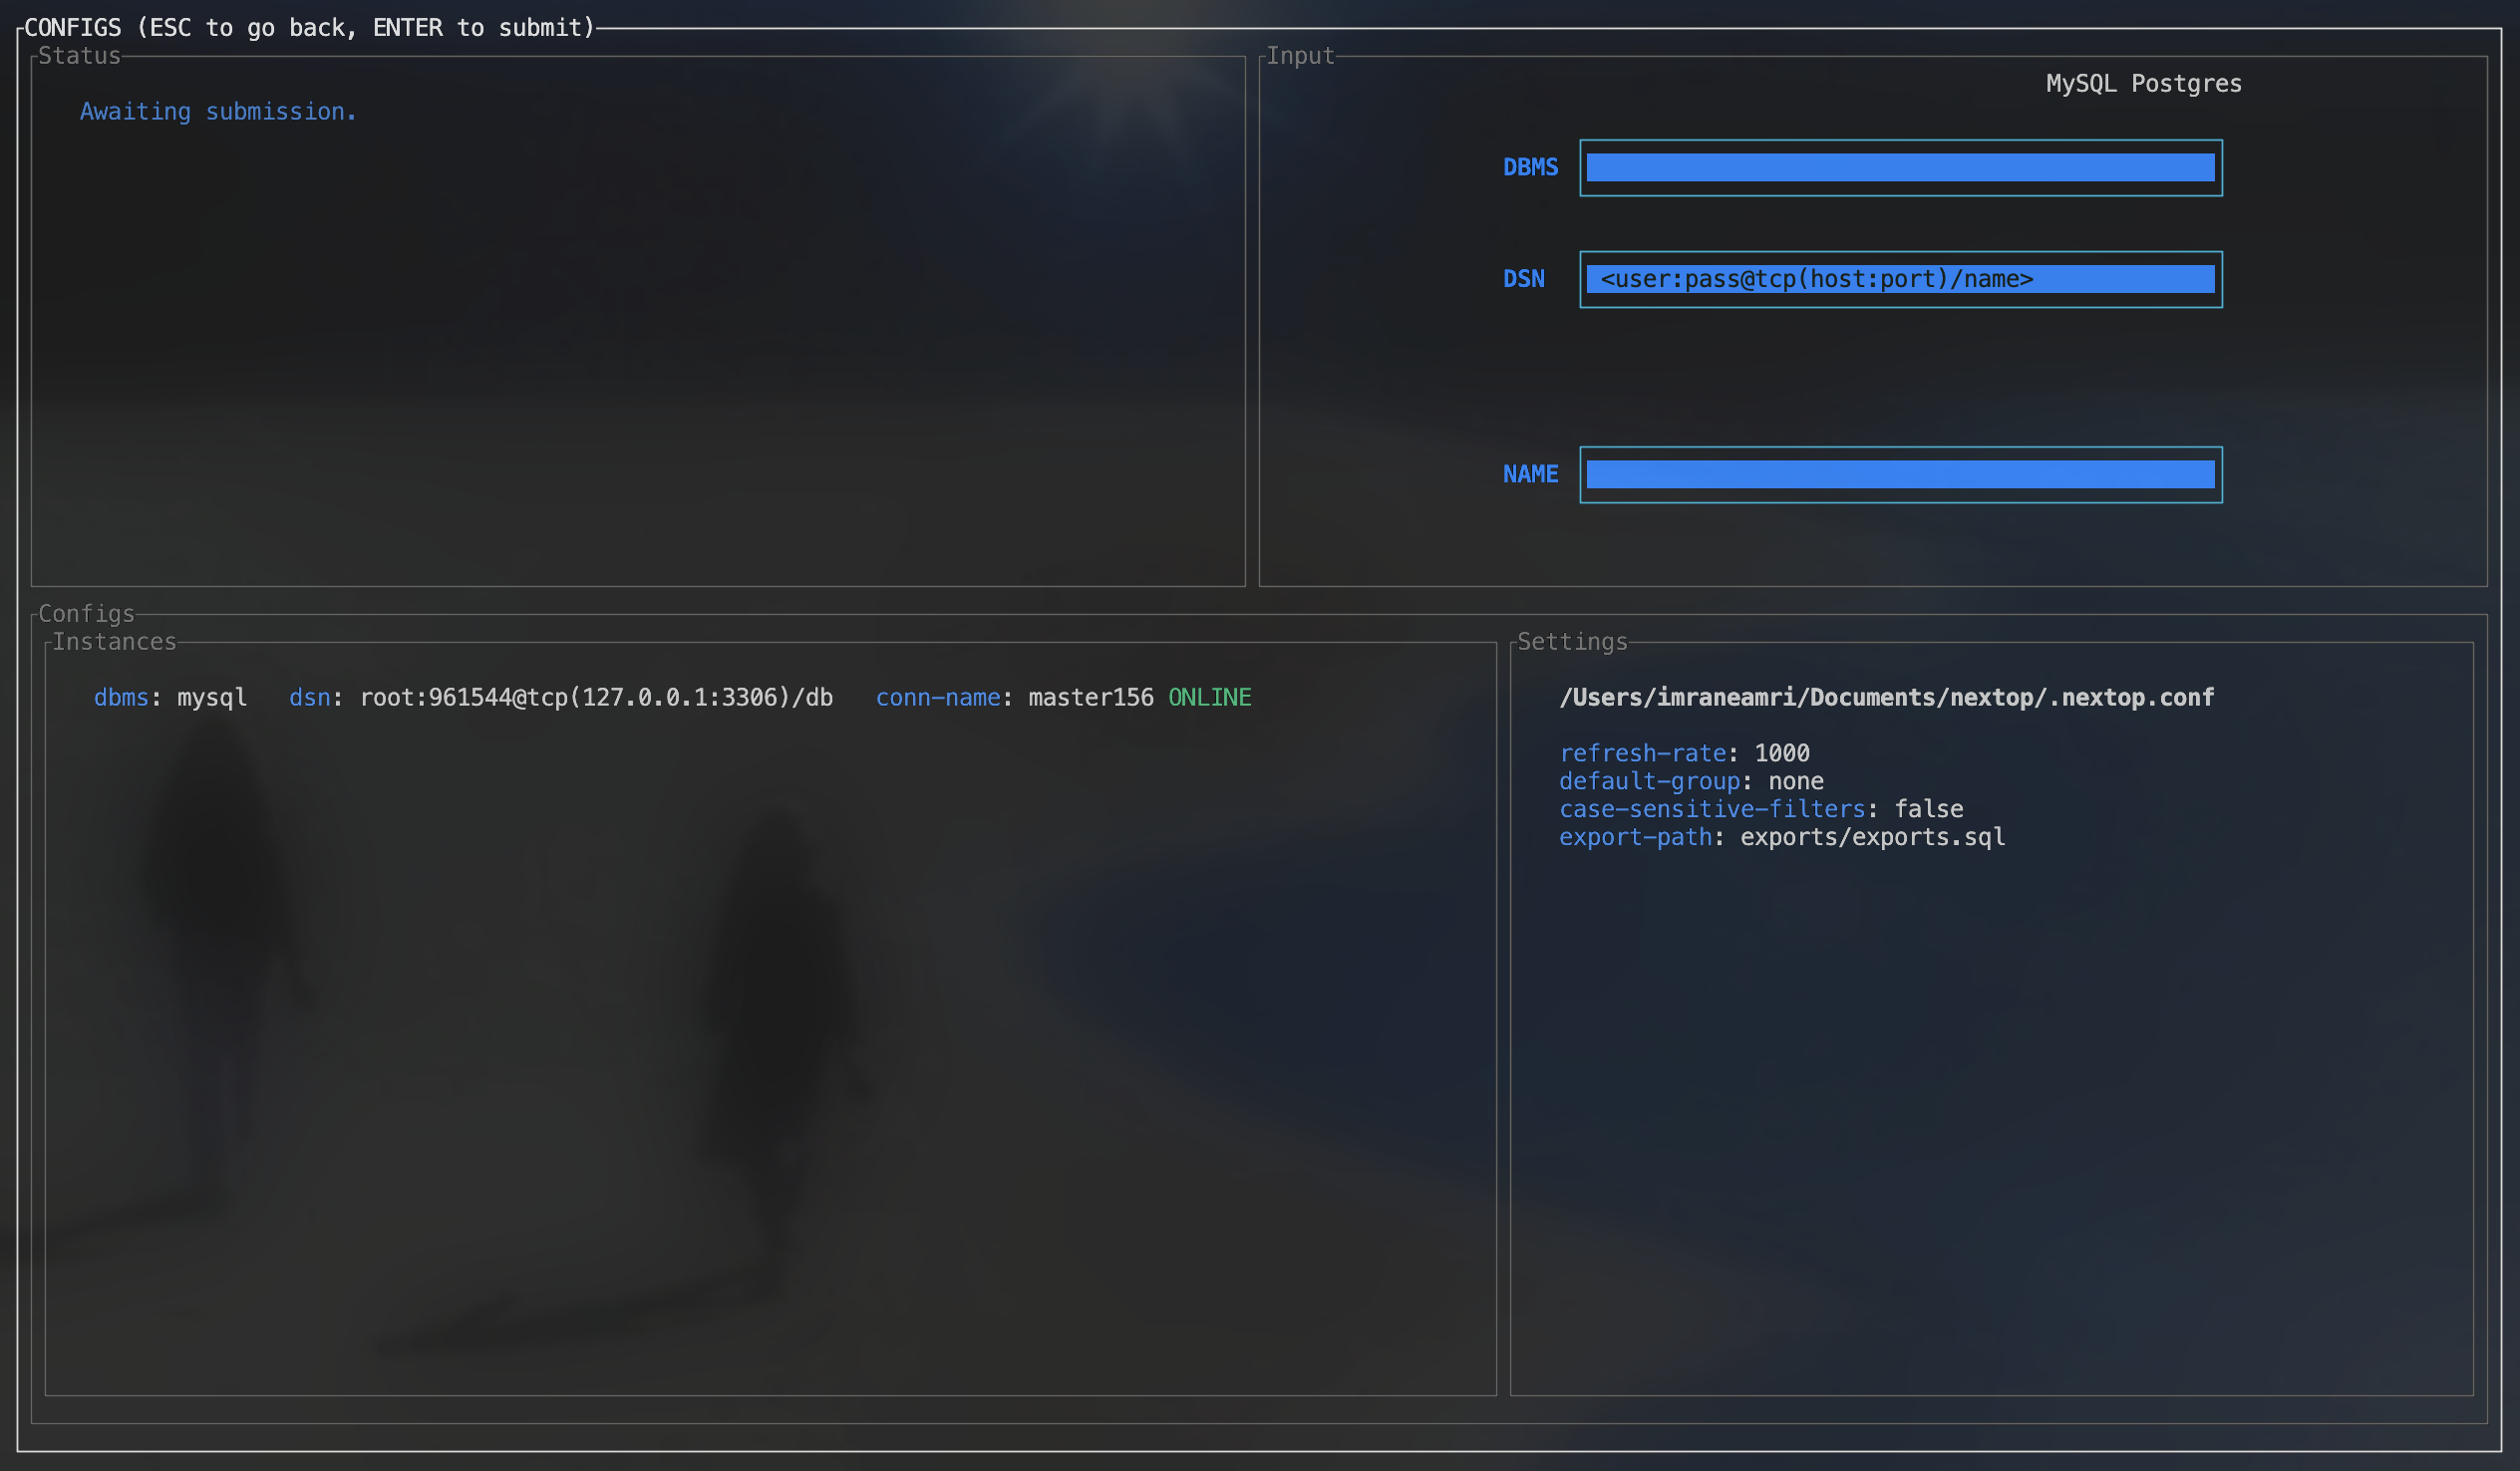 CONFIGS (ESC to go back, ENTER to submit)
Status
Awaiting submission.
Input
MySQL Postgres
DBMS
DSN <user:pass@tcp(host:port)/name>
NAME
Configs
Instances
dbms: mysql dsn: root:961544@tcp(127.0.0.1:3306)/db conn-name: master156 ONLINE
Settings
/Users/imraneamri/Documents/nextop/.nextop.conf
refresh-rate: 1000
default-group: none
case-sensitive-filters: false
export-path: exports/exports.sql